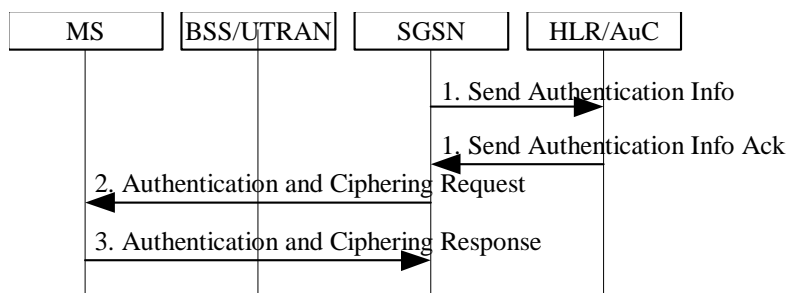 MS BSS/UTRAN SGSN HLR/AuC
1. Send Authentication Info
1. Send Authentication Info Ack
2. Authentication and Ciphering Request
3. Authentication and Ciphering Response